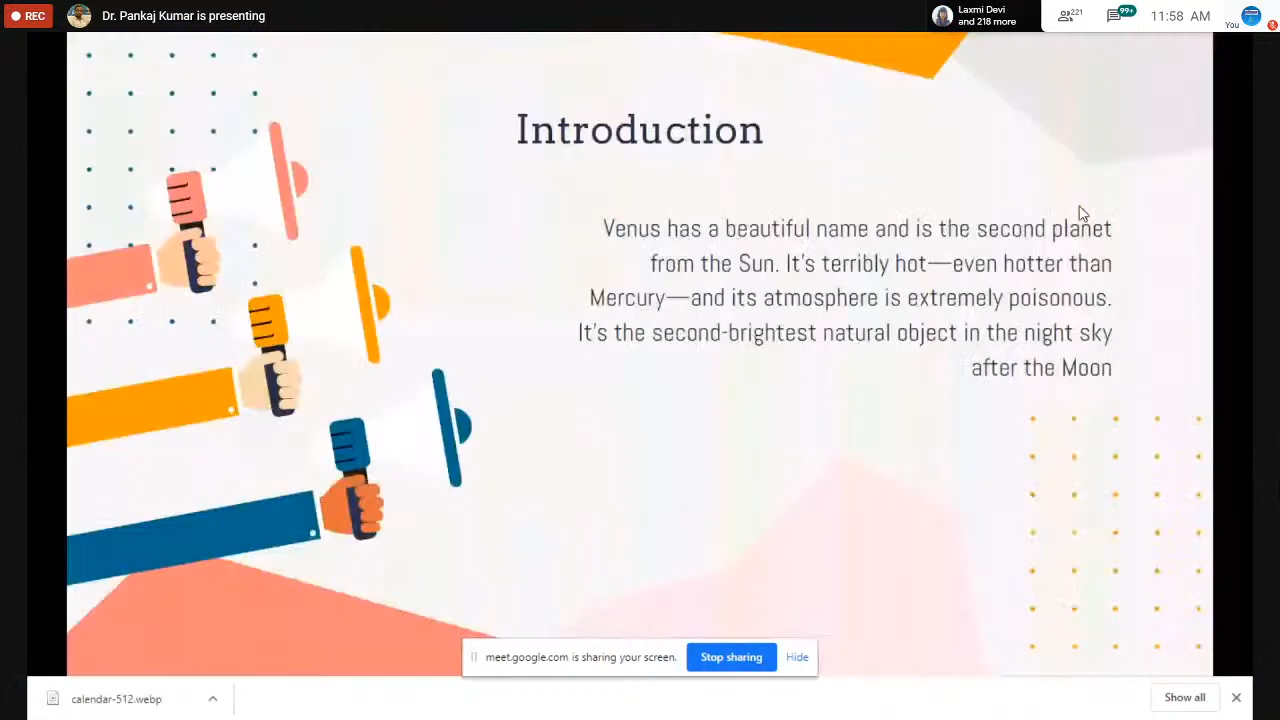 REC
Dr. Pankaj Kumar is presenting
Laxmi Devi
and 218 more
221
99+
11:58 AM
You
Introduction
Venus has a beautiful name and is the second planet
from the Sun. It's terribly hot—even hotter than
Mercury—and its atmosphere is extremely poisonous.
It's the second-brightest natural object in the night sky
after the Moon
meet.google.com is sharing your screen.
Stop sharing
Hide
calendar-512.webp
Show all